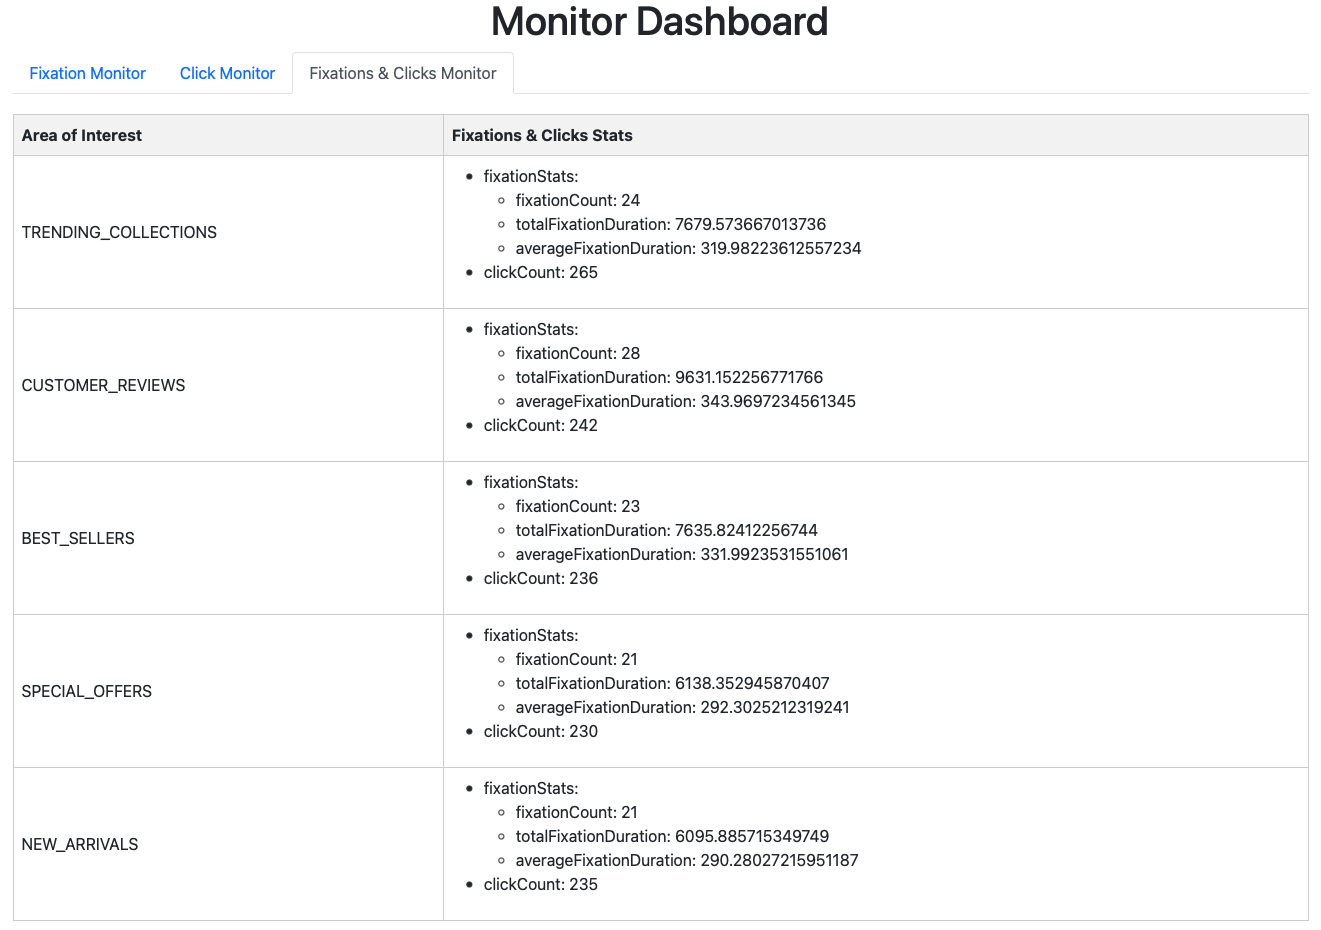 Monitor Dashboard
Fixation Monitor Click Monitor Fixations & Clicks Monitor
Area of Interest Fixations & Clicks Stats
TRENDING_COLLECTIONS
fixationStats:
fixationCount: 24
totalFixationDuration: 7679.573667013736
averageFixationDuration: 319.98223612557234
clickCount: 265
CUSTOMER_REVIEWS
fixationStats:
fixationCount: 28
totalFixationDuration: 9631.152256771766
averageFixationDuration: 343.9697234561345
clickCount: 242
BEST_SELLERS
fixationStats:
fixationCount: 23
totalFixationDuration: 7635.82412256744
averageFixationDuration: 331.9923531551061
clickCount: 236
SPECIAL_OFFERS
fixationStats:
fixationCount: 21
totalFixationDuration: 6138.352945870407
averageFixationDuration: 292.3025212319241
clickCount: 230
NEW_ARRIVALS
fixationStats:
fixationCount: 21
totalFixationDuration: 6095.885715349749
averageFixationDuration: 290.28027215951187
clickCount: 235